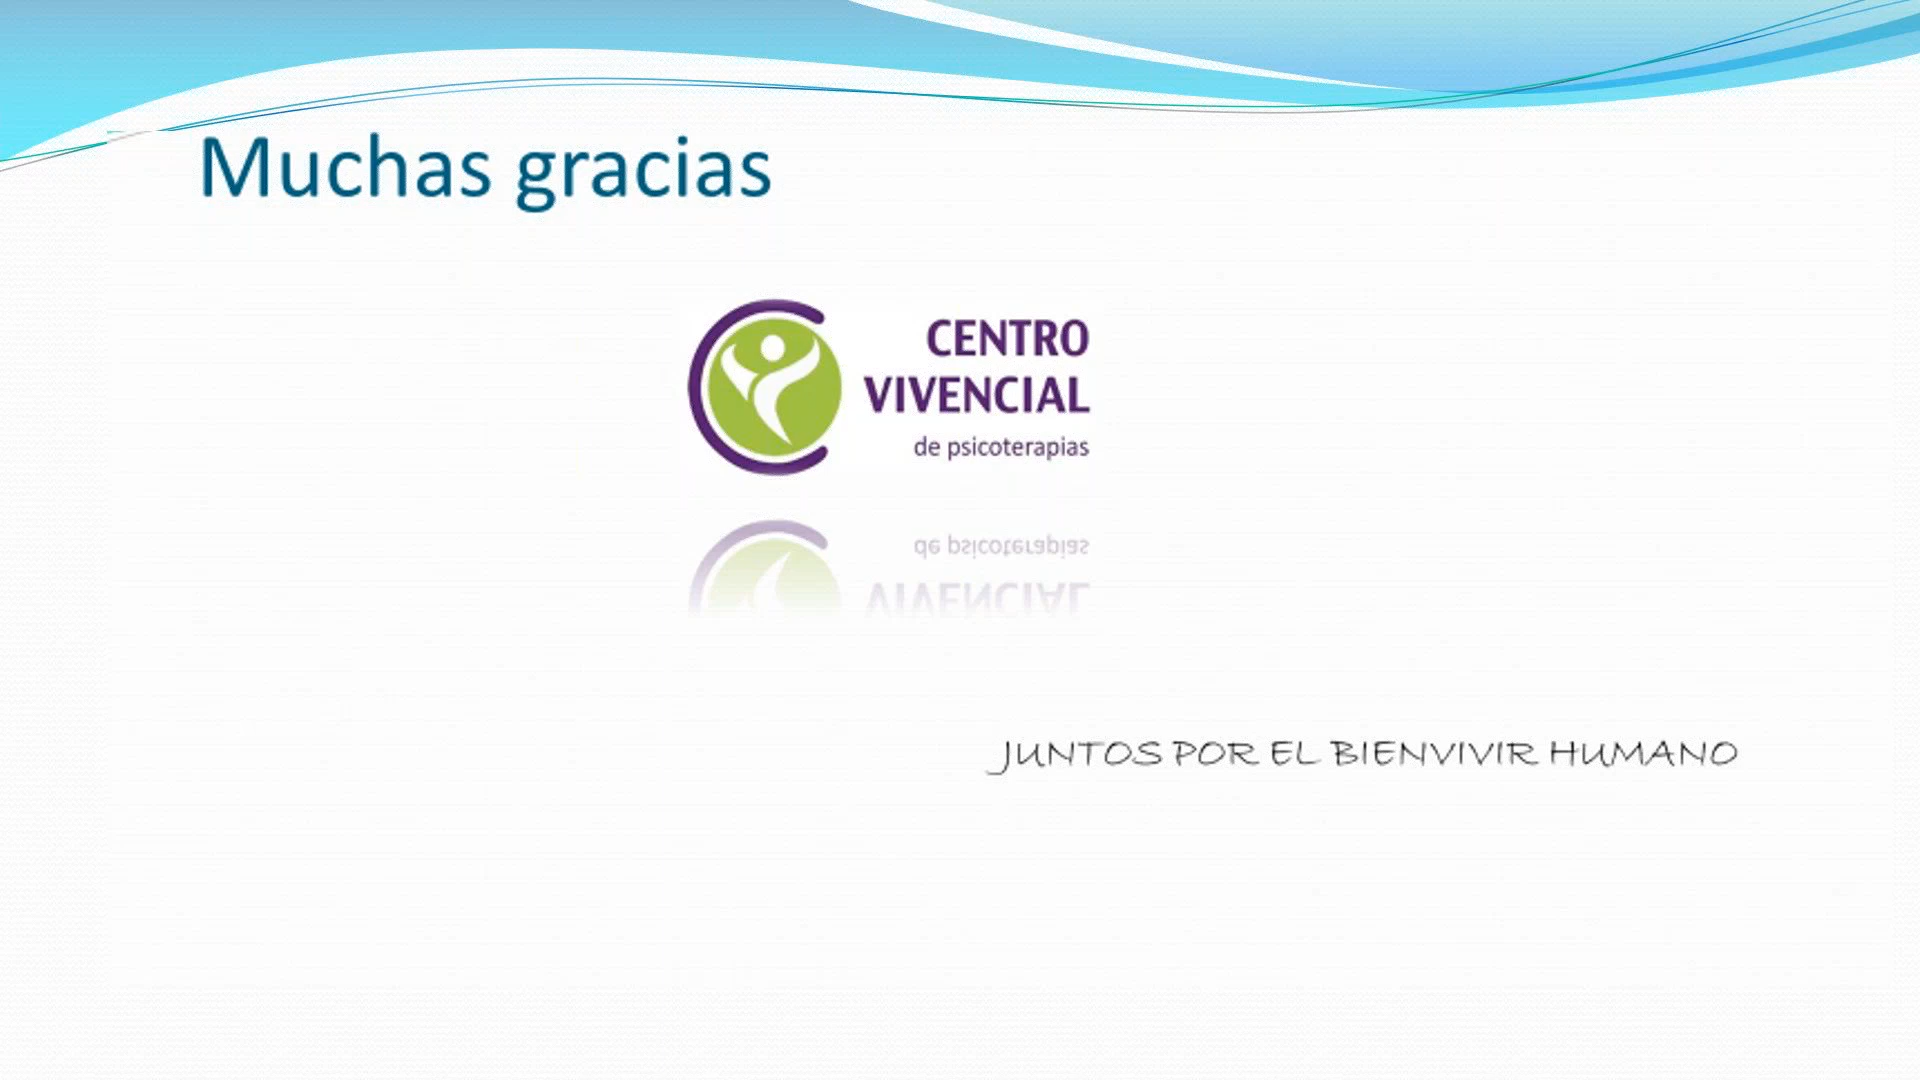 Muchas gracias
CENTRO
VIVENCIAL
de psicoterapias
JUNTOS POR EL BIENVIVIR HUMANO